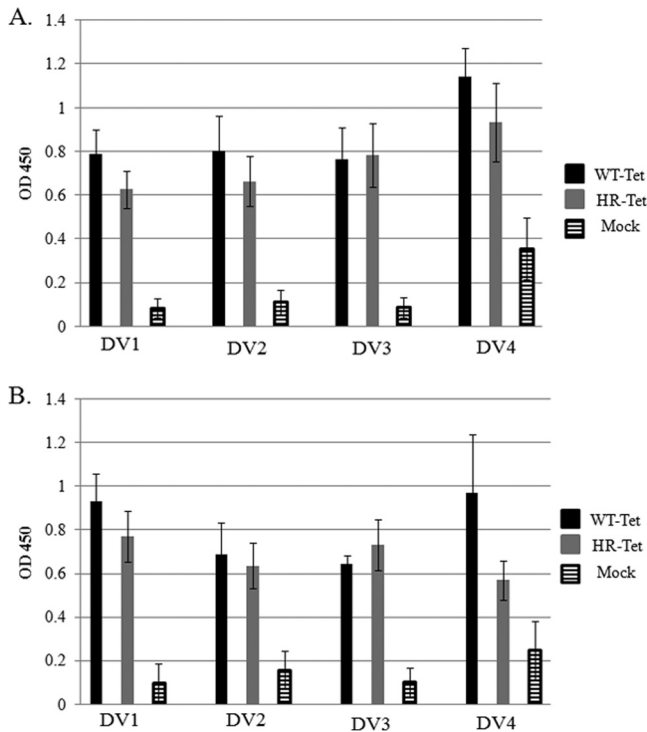 A.
1.4
1.2
1
0.8
0.6
0.4
0.2
0
OD 450
DV1 DV2 DV3 DV4
WT-Tet
HR-Tet
Mock
B.
1.4
1.2
1
0.8
0.6
0.4
0.2
0
OD 450
DV1 DV2 DV3 DV4
WT-Tet
HR-Tet
Mock